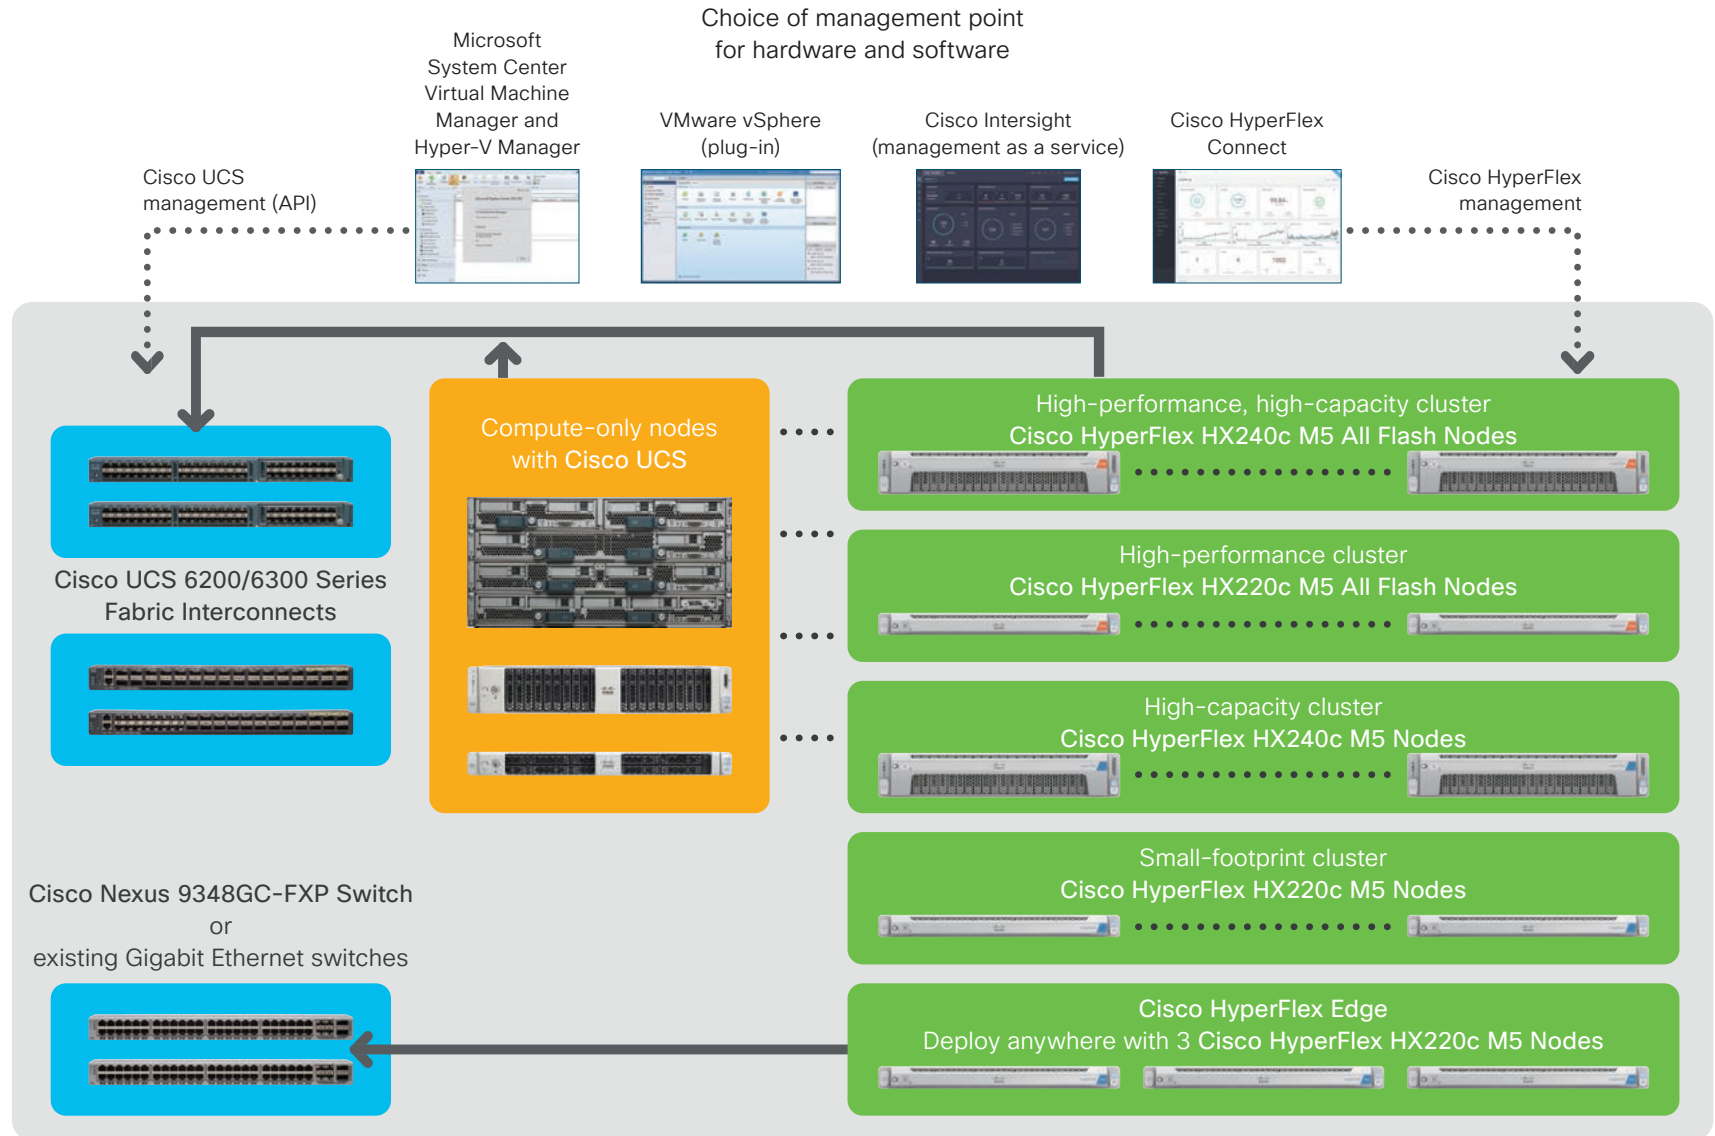 Choice of management point
for hardware and software
Microsoft
System Center
Virtual Machine
Manager and
Hyper-V Manager
VMware vSphere
(plug-in)
Cisco Intersight
(management as a service)
Cisco HyperFlex
Connect
Cisco UCS
management (API)
Cisco HyperFlex
management
Compute-only nodes
with Cisco UCS
High-performance, high-capacity cluster
Cisco HyperFlex HX240c M5 All Flash Nodes
Cisco UCS 6200/6300 Series
Fabric Interconnects
High-performance cluster
Cisco HyperFlex HX220c M5 All Flash Nodes
High-capacity cluster
Cisco HyperFlex HX240c M5 Nodes
Small-footprint cluster
Cisco HyperFlex HX220c M5 Nodes
Cisco Nexus 9348GC-FXP Switch
or
existing Gigabit Ethernet switches
Cisco HyperFlex Edge
Deploy anywhere with 3 Cisco HyperFlex HX220c M5 Nodes